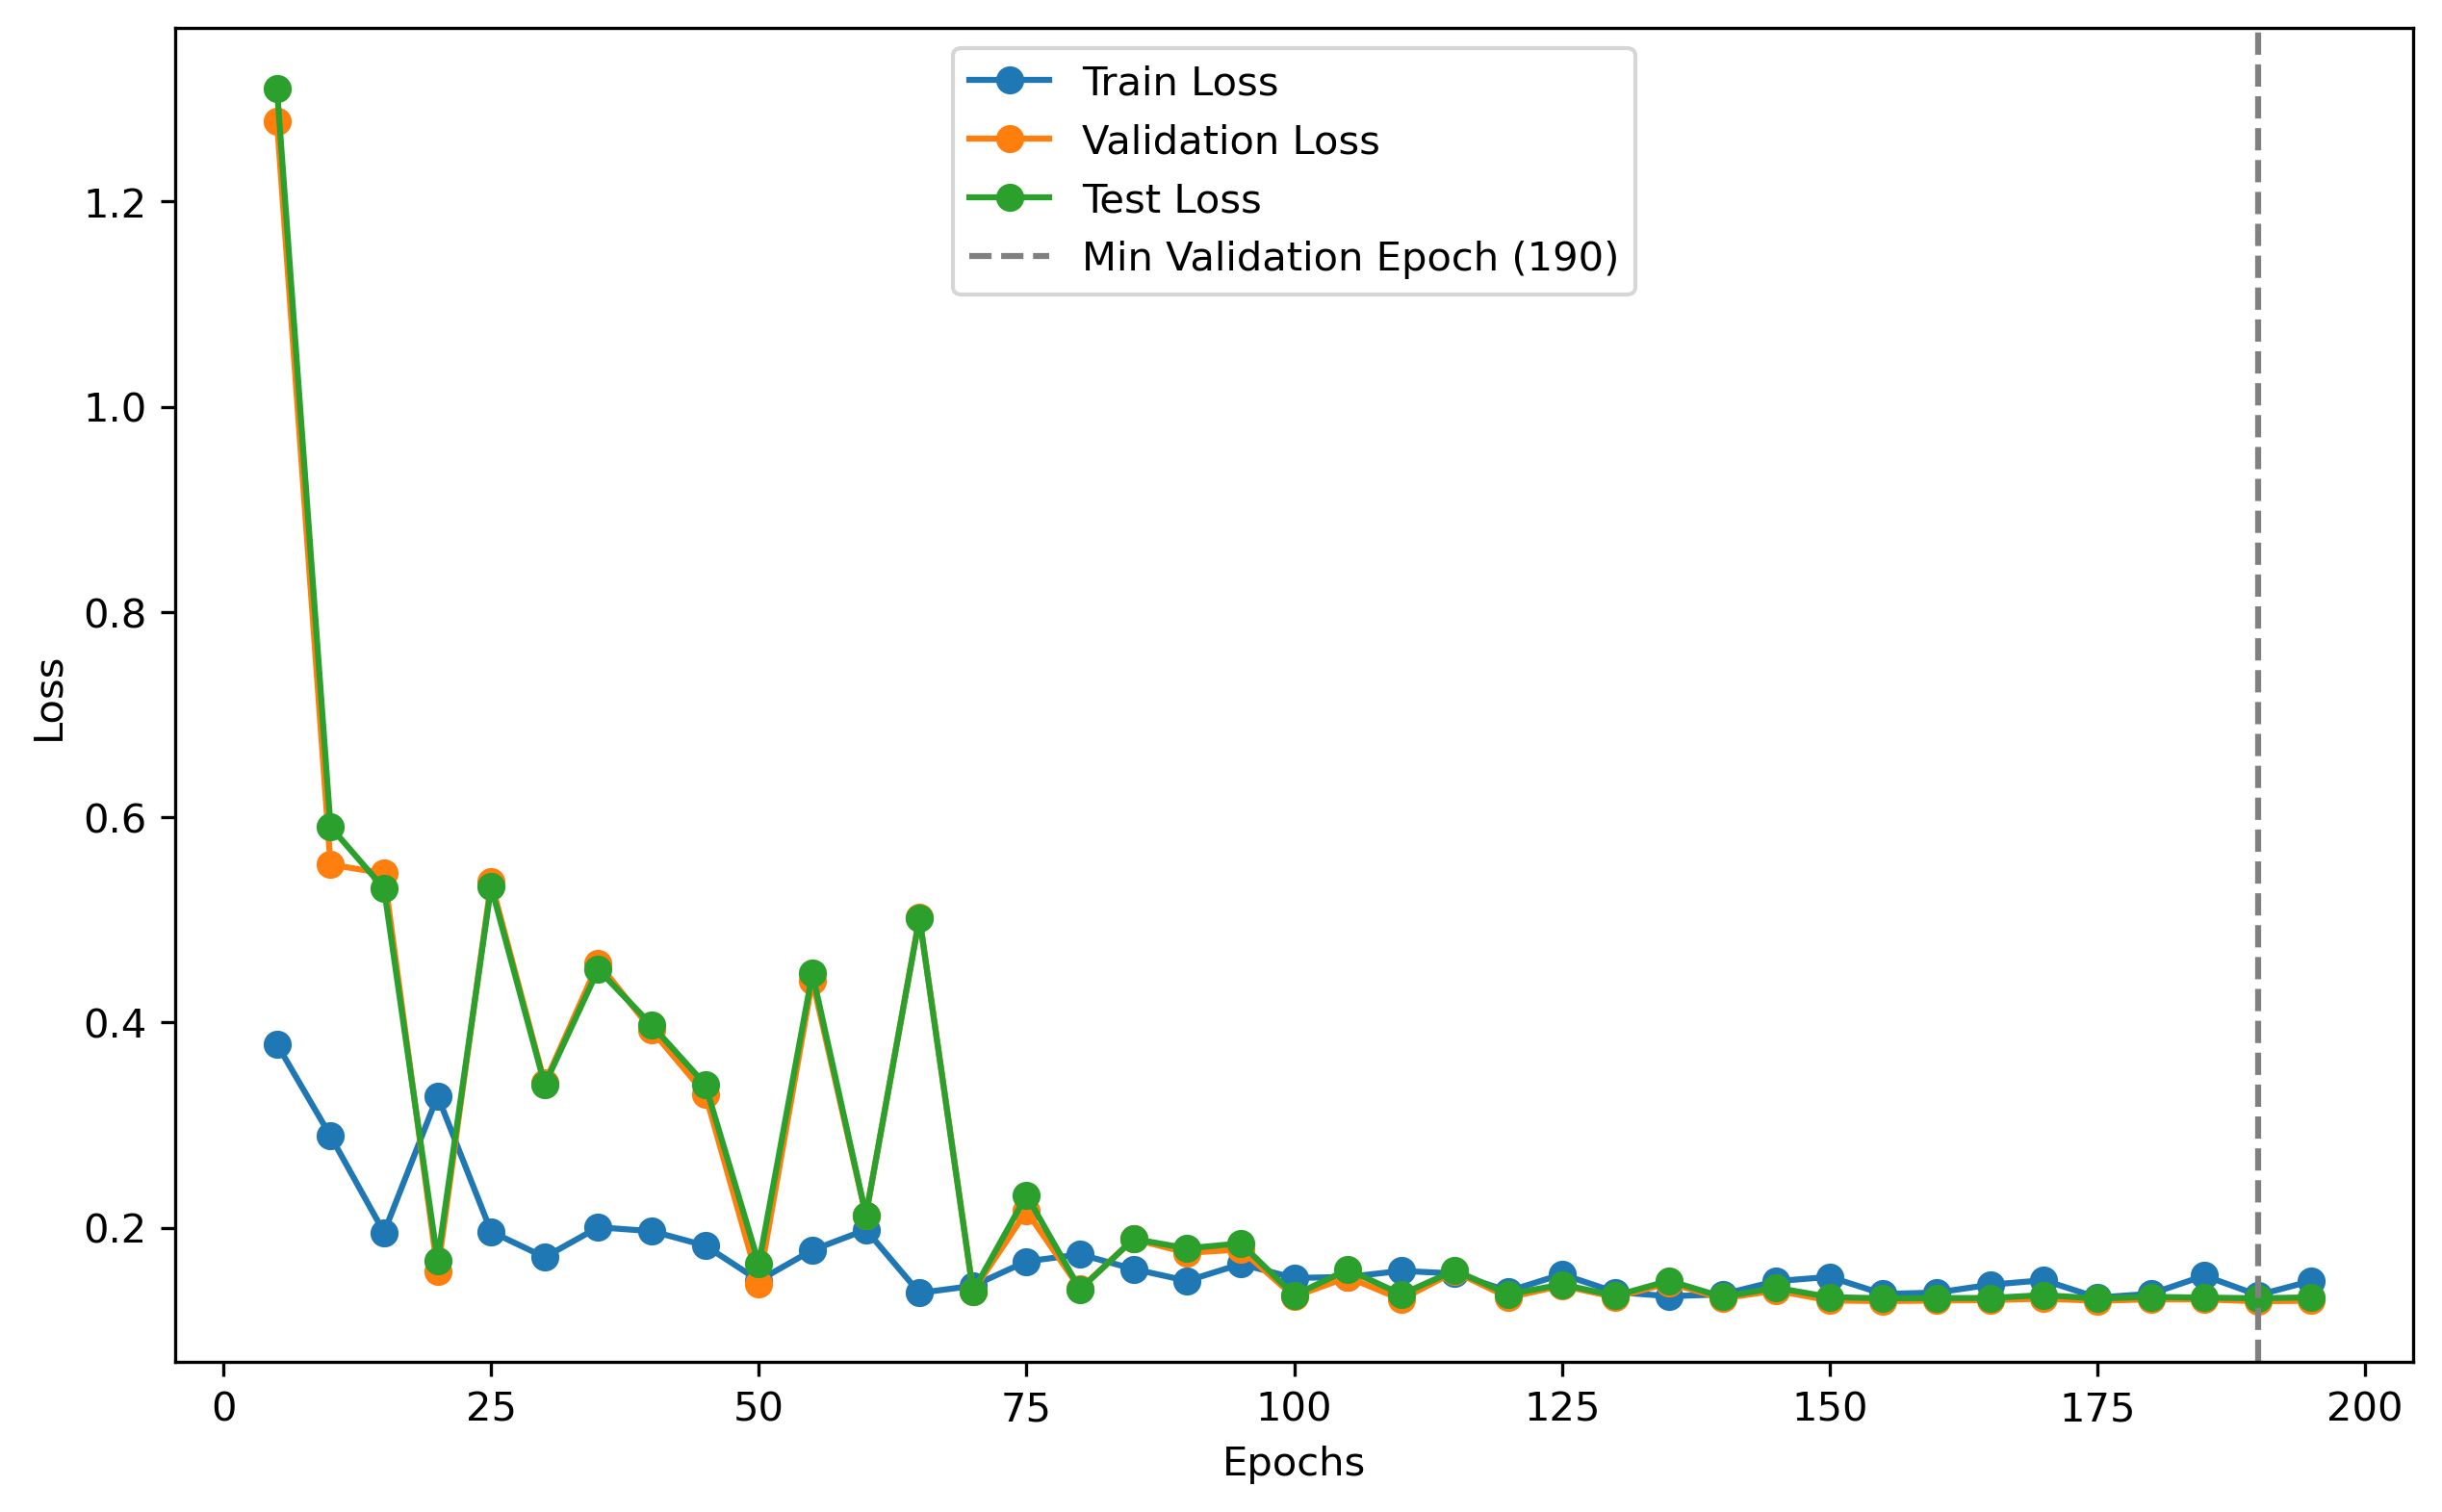 Train Loss
Validation Loss
Test Loss
Min Validation Epoch (190)
1.2
1.0
0.8
0.6
0.4
0.2
Loss
0 25 50 75 100 125 150 175 200
Epochs